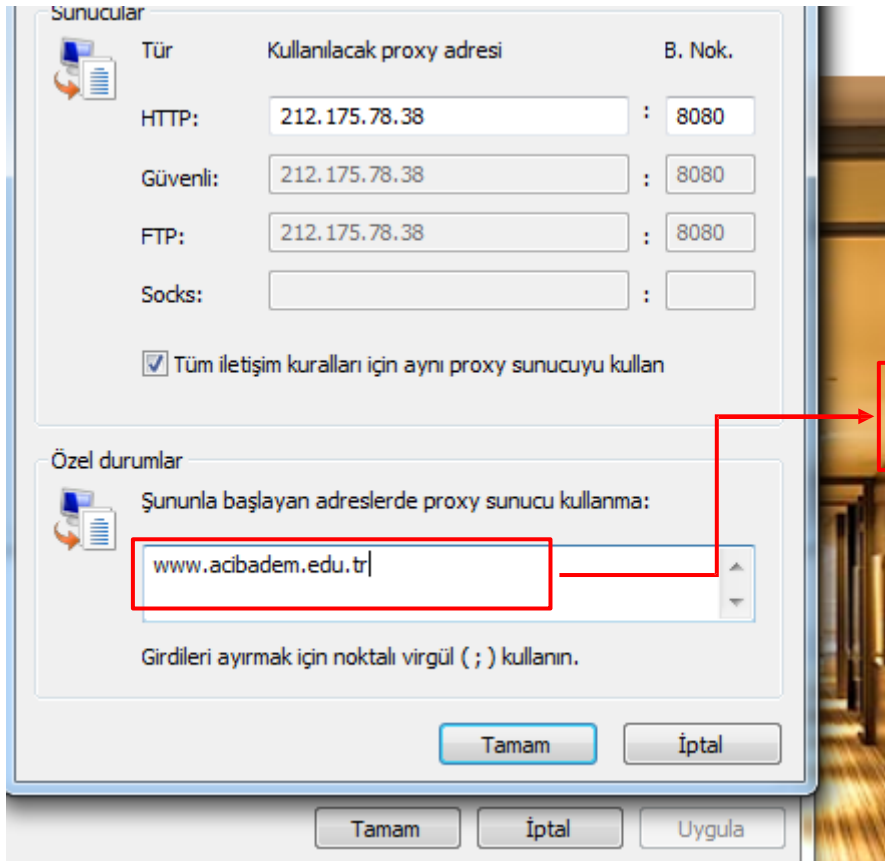 Sunucular
Tür Kullanılacak proxy adresi B. Nok.
HTTP: 212.175.78.38 : 8080
Güvenli: 212.175.78.38 : 8080
FTP: 212.175.78.38 : 8080
Socks: :
Tüm iletişim kuralları için aynı proxy sunucuyu kullan
Özel durumlar
Şununla başlayan adreslerde proxy sunucu kullanma:
www.acibadem.edu.tr
Girdileri ayırmak için noktalı virgül ( ; ) kullanın.
Tamam İptal
Tamam İptal Uygula